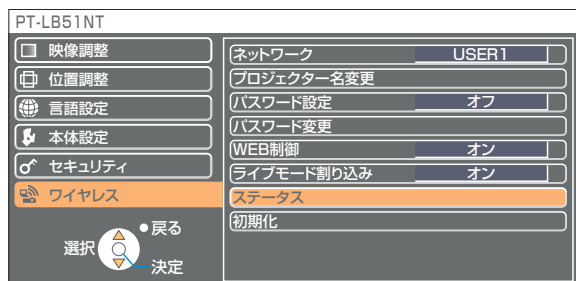 PT-LB51NT
映像調整
位置調整
言語設定
本体設定
セキュリティ
ワイヤレス
戻る
選択
決定
ネットワーク USER1
プロジェクター名変更
パスワード設定 オフ
パスワード変更
WEB制御 オン
ライブモード割り込み オン
ステータス
初期化